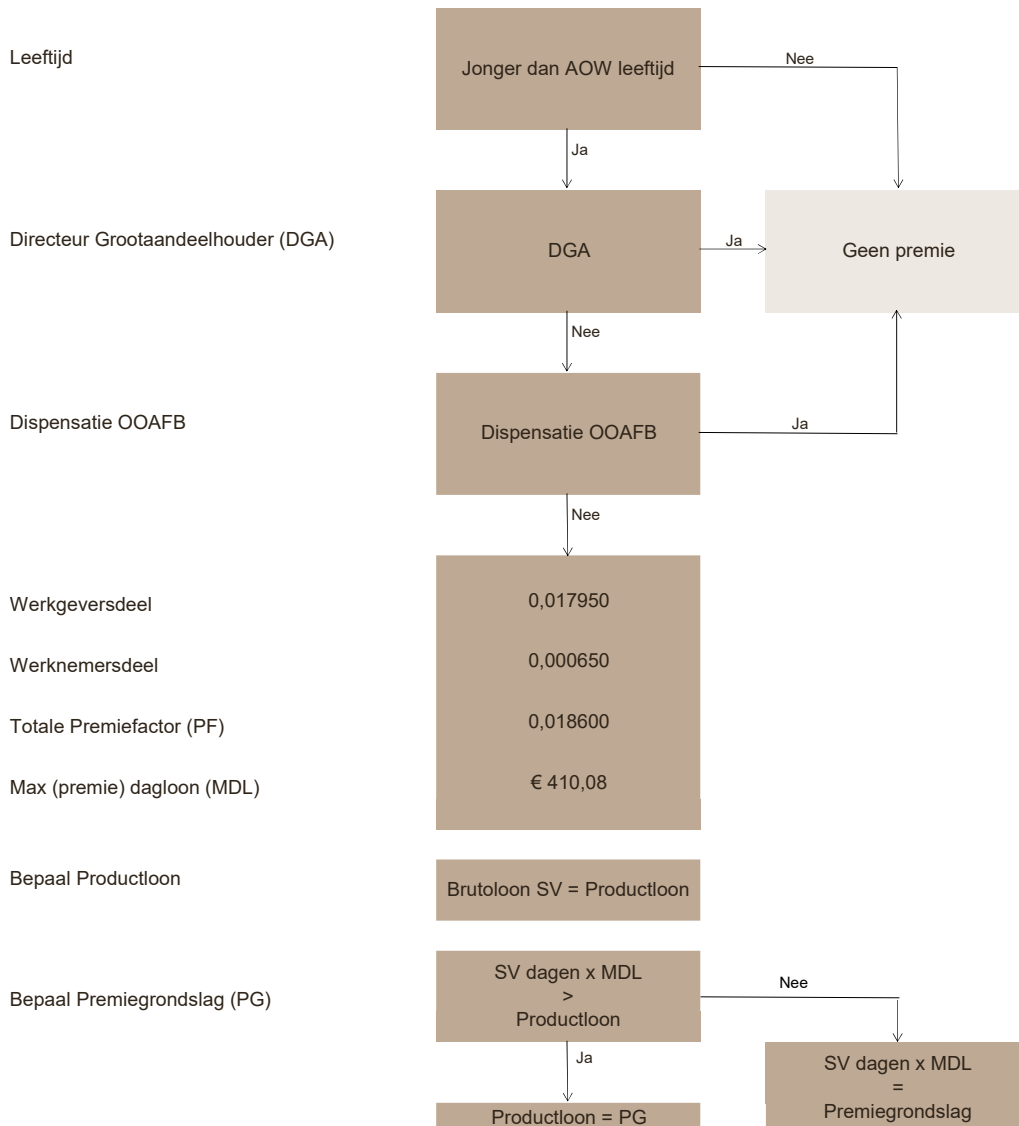 Leeftijd
Jonger dan AOW leeftijd
Nee
Ja
Directeur Grootaandeelhouder (DGA)
DGA
Ja
Geen premie
Nee
Dispensatie OOAFB
Dispensatie OOAFB
Ja
Nee
Werkgeversdeel
0,017950
Werknemersdeel
0,000650
Totale Premiefactor (PF)
0,018600
Max (premie) dagloon (MDL)
€ 410,08
Bepaal Productloon
Brutoloon SV = Productloon
Bepaal Premiegrondslag (PG)
SV dagen x MDL
>
Productloon
Nee
Ja
SV dagen x MDL
=
Premiegrondslag
Productloon = PG